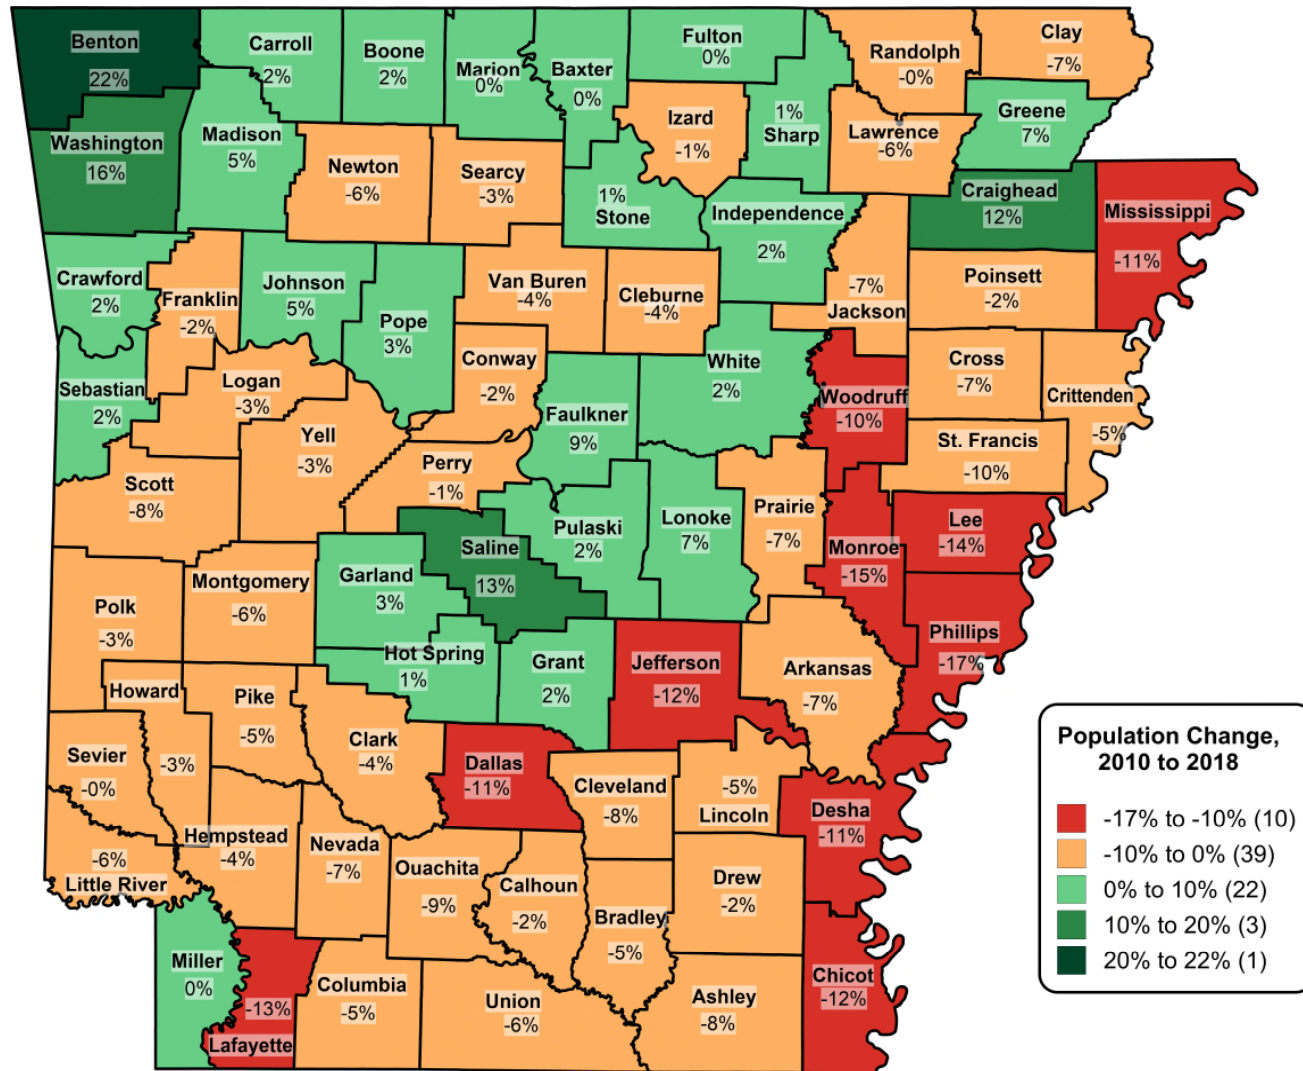 Benton
22%
Carroll
2%
Boone
2%
Marion
0%
Baxter
0%
Fulton
0%
Randolph
-0%
Clay
-7%
Washington
16%
Madison
5%
Newton
-6%
Searcy
-3%
1%
Stone
Izard
-1%
1%
Sharp
Lawrence
-6%
Greene
7%
Independence
2%
Craighead
12%
Mississippi
-11%
Crawford
2%
Franklin
-2%
Johnson
5%
Pope
3%
Van Buren
-4%
Cleburne
-4%
-7%
Jackson
Poinsett
-2%
Sebastian
2%
Logan
-3%
Conway
-2%
Faulkner
9%
White
2%
Woodruff
-10%
Cross
-7%
Crittenden
-5%
Scott
-8%
Yell
-3%
Perry
-1%
St. Francis
-10%
Pulaski
2%
Lonoke
7%
Prairie
-7%
Monroe
-15%
Lee
-14%
Polk
-3%
Montgomery
-6%
Garland
3%
Saline
13%
Hot Spring
1%
Grant
2%
Jefferson
-12%
Arkansas
-7%
Phillips
-17%
Howard
-3%
Pike
-5%
Clark
-4%
Dallas
-11%
Cleveland
-8%
-5%
Lincoln
Desha
-11%
Sevier
-0%
-6%
Little River
Hempstead
-4%
Nevada
-7%
Ouachita
-9%
Calhoun
-2%
Bradley
-5%
Drew
-2%
Chicot
-12%
Miller
0%
-13%
Lafayette
Columbia
-5%
Union
-6%
Ashley
-8%
Population Change,
2010 to 2018
-17% to -10% (10)
-10% to 0% (39)
0% to 10% (22)
10% to 20% (3)
20% to 22% (1)